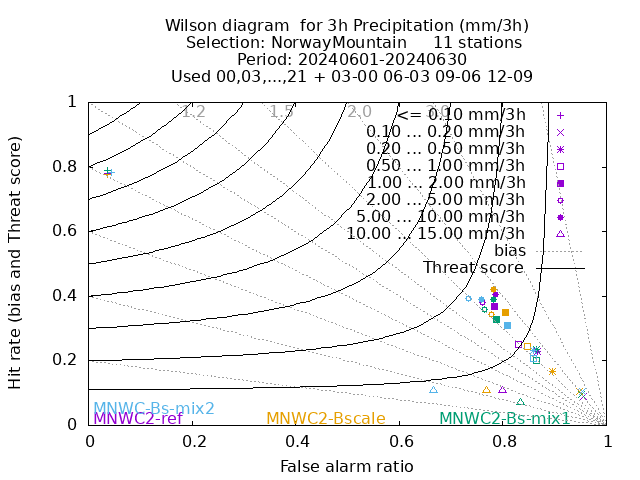 Wilson diagram  for 3h Precipitation (mm/3h)
Selection: NorwayMountain     11 stations
Period: 20240601-20240630
Used 00,03,...,21 + 03-00 06-03 09-06 12-09
1.2 1.5 2.0 3.0
<= 0.10 mm/3h
0.10 ... 0.20 mm/3h
0.20 ... 0.50 mm/3h
0.50 ... 1.00 mm/3h
1.00 ... 2.00 mm/3h
2.00 ... 5.00 mm/3h
5.00 ... 10.00 mm/3h
10.00 ... 15.00 mm/3h
bias
Threat score
Hit rate (bias and Threat score)
1
0.8
0.6
0.4
0.2
0
MNWC-Bs-mix2
MNWC2-ref MNWC2-Bscale MNWC2-Bs-mix1
0 0.2 0.4 0.6 0.8 1
False alarm ratio